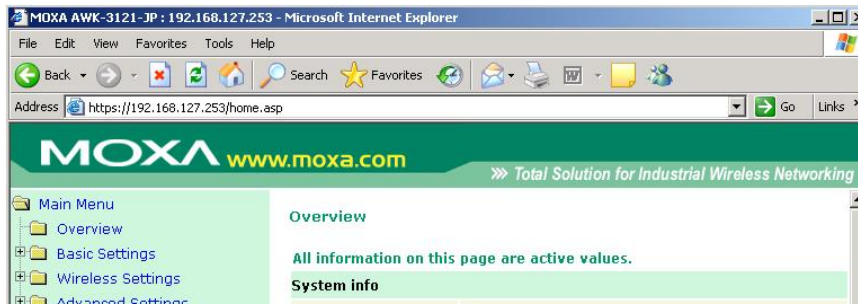 MOXA AWK-3121-JP : 192.168.127.253 - Microsoft Internet Explorer
File Edit View Favorites Tools Help
Back Search Favorites
Address https://192.168.127.253/home.asp Go Links »
MOXA www.moxa.com
»» Total Solution for Industrial Wireless Networking
Main Menu
Overview
Basic Settings
Wireless Settings
Advanced Settings
Overview
All information on this page are active values.
System info